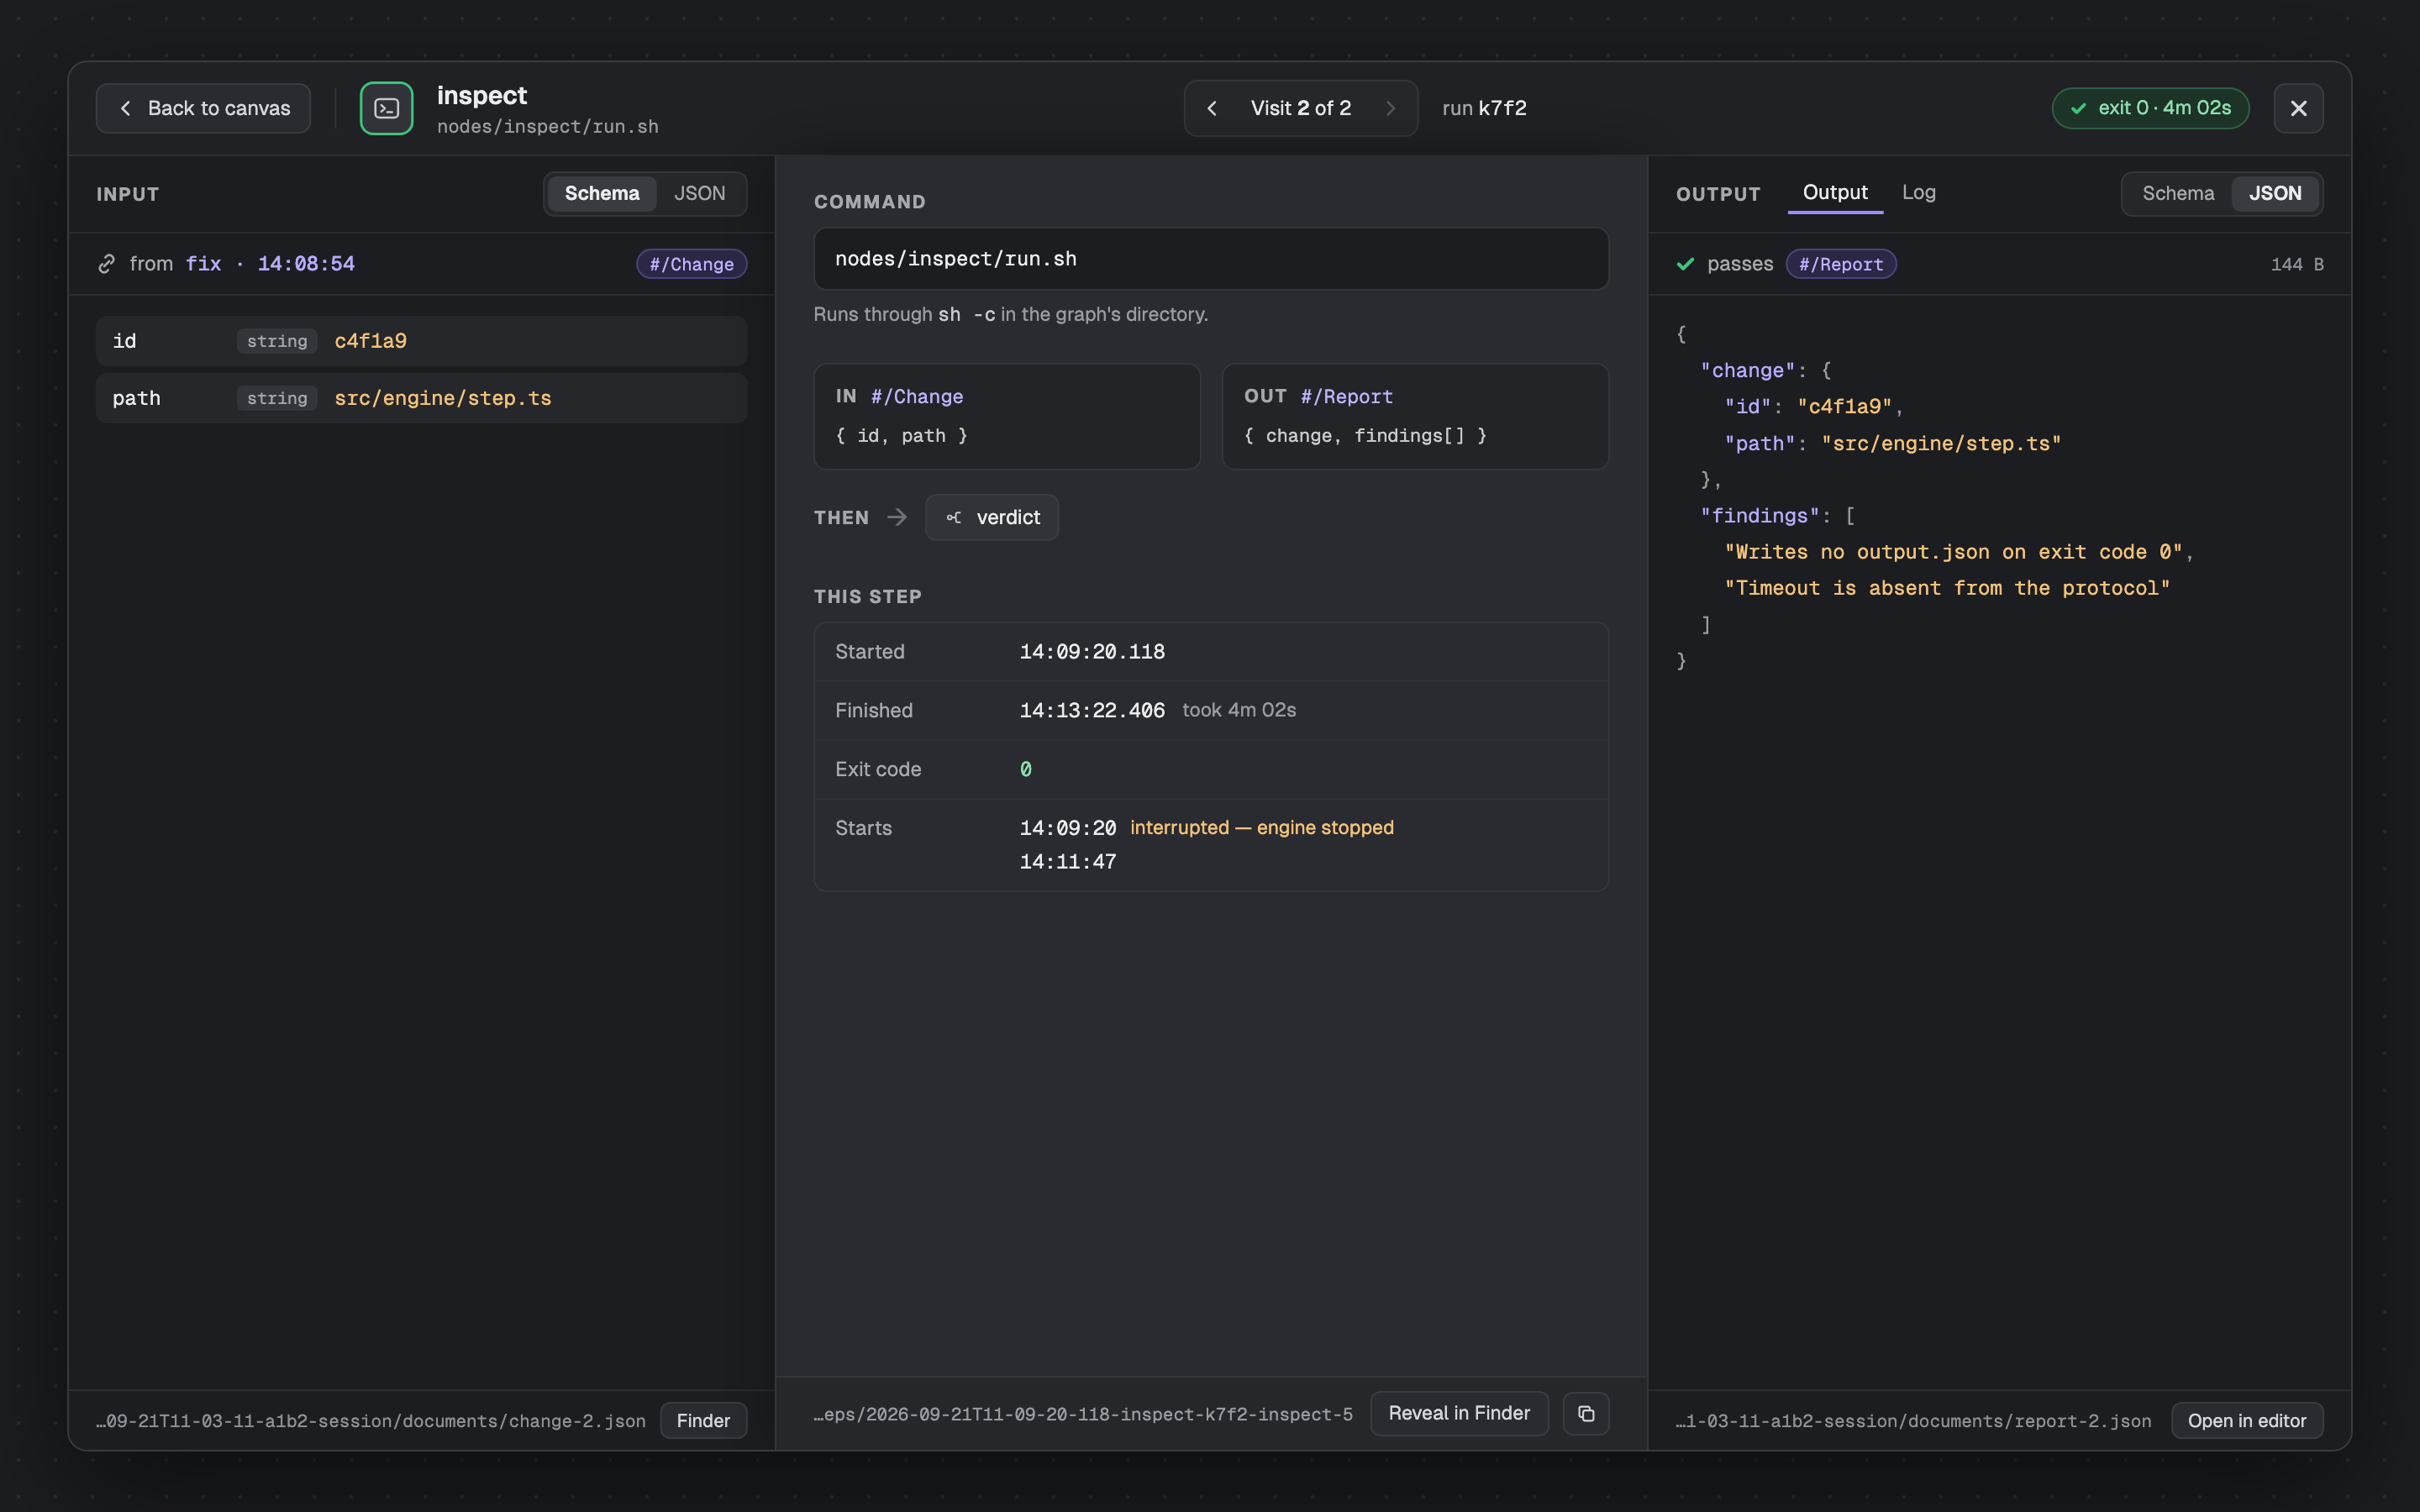 Back to canvas
inspect
nodes/inspect/run.sh
Visit 2 of 2
run k7f2
exit 0 · 4m 02s
INPUT
Schema
JSON
from fix · 14:08:54
#/Change
id string c4f1a9
path string src/engine/step.ts
…09-21T11-03-11-a1b2-session/documents/change-2.json
Finder
COMMAND
nodes/inspect/run.sh
Runs through sh -c in the graph's directory.
IN #/Change
{ id, path }
OUT #/Report
{ change, findings[] }
THEN → verdict
THIS STEP
Started 14:09:20.118
Finished 14:13:22.406 took 4m 02s
Exit code 0
Starts 14:09:20 interrupted — engine stopped
14:11:47
…eps/2026-09-21T11-09-20-118-inspect-k7f2-inspect-5
Reveal in Finder
OUTPUT
Output
Log
Schema
JSON
passes #/Report
144 B
{
"change": {
"id": "c4f1a9",
"path": "src/engine/step.ts"
},
"findings": [
"Writes no output.json on exit code 0",
"Timeout is absent from the protocol"
]
}
…1-03-11-a1b2-session/documents/report-2.json
Open in editor